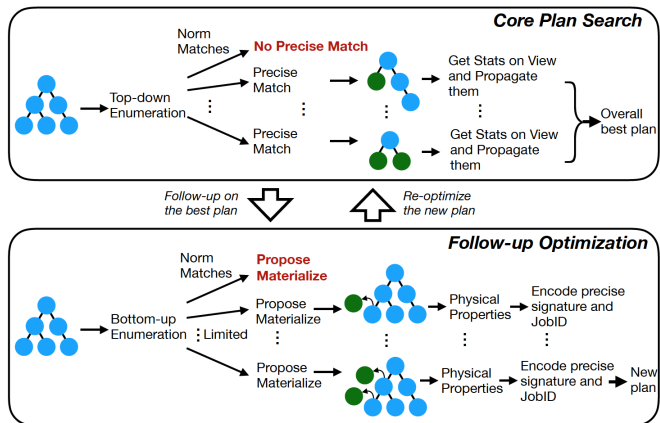 Core Plan Search
Norm
Matches
No Precise Match
Precise
Match
Get Stats on View
and Propagate
them
Top-down
Enumeration
Overall
best plan
Precise
Match
Get Stats on View
and Propagate
them
Follow-up on
the best plan
Re-optimize
the new plan
Follow-up Optimization
Norm
Matches
Propose
Materialize
Propose
Materialize
Physical
Properties
Encode precise
signature and
JobID
Bottom-up
Enumeration
Limited
Propose
Materialize
Physical
Properties
Encode precise
signature and
JobID
New
plan